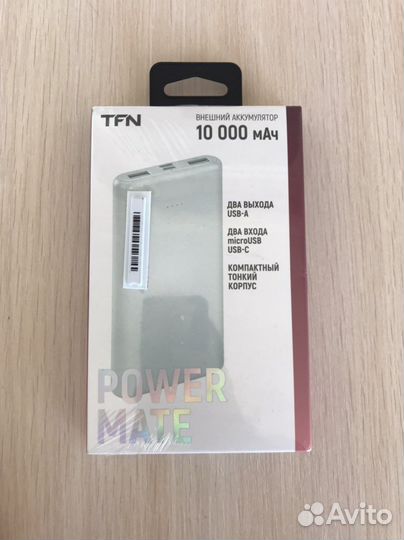 TFN
ВНЕШНИЙ АККУМУЛЯТОР
10 000 мАч
ДВА ВЫХОДА
USB-A
ДВА ВХОДА
microUSB
USB-C
КОМПАКТНЫЙ
ТОНКИЙ
КОРПУС
POWER
MATE
Avito